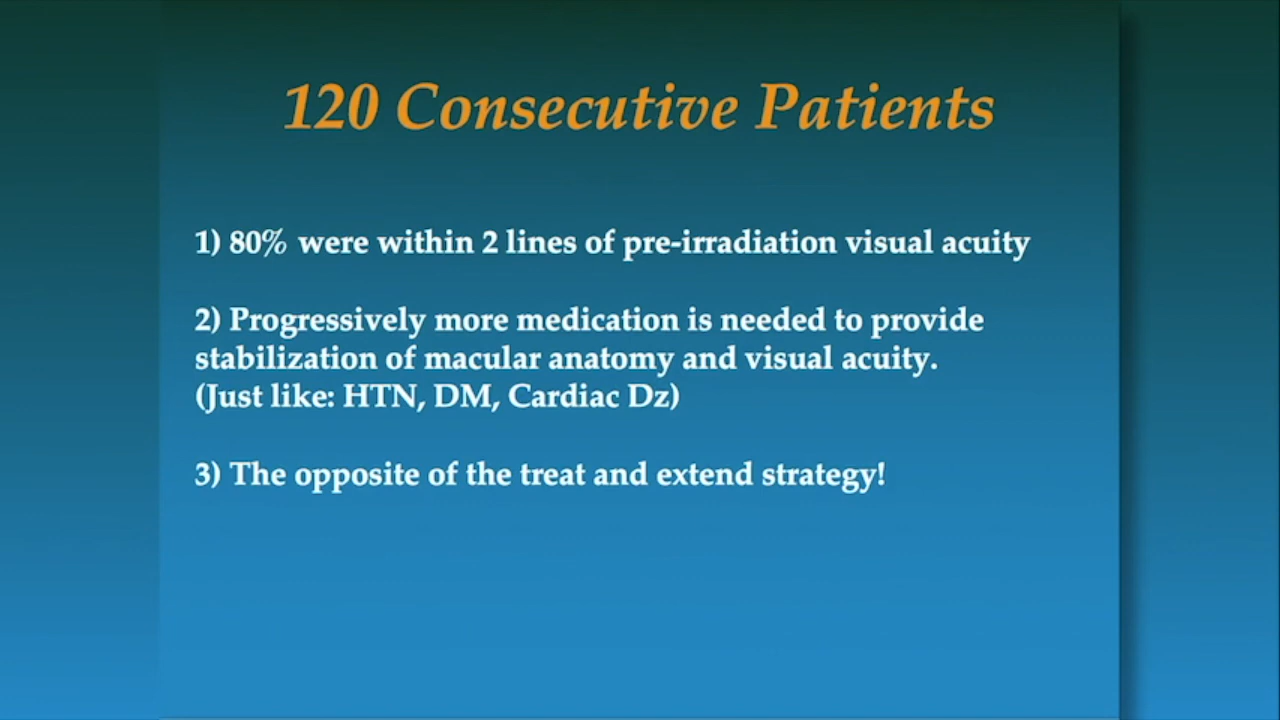 120 Consecutive Patients
1) 80% were within 2 lines of pre-irradiation visual acuity
2) Progressively more medication is needed to provide
stabilization of macular anatomy and visual acuity.
(Just like: HTN, DM, Cardiac Dz)
3) The opposite of the treat and extend strategy!